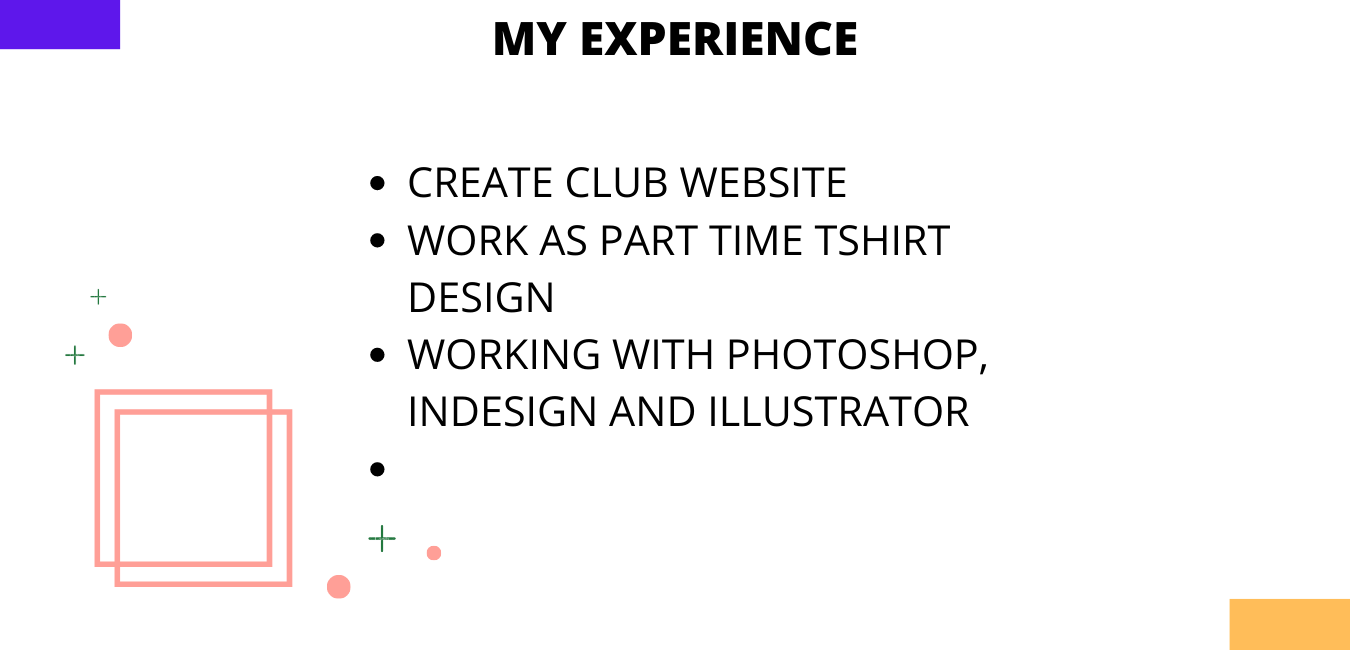 MY EXPERIENCE
• CREATE CLUB WEBSITE
• WORK AS PART TIME TSHIRT
DESIGN
• WORKING WITH PHOTOSHOP,
INDESIGN AND ILLUSTRATOR
•